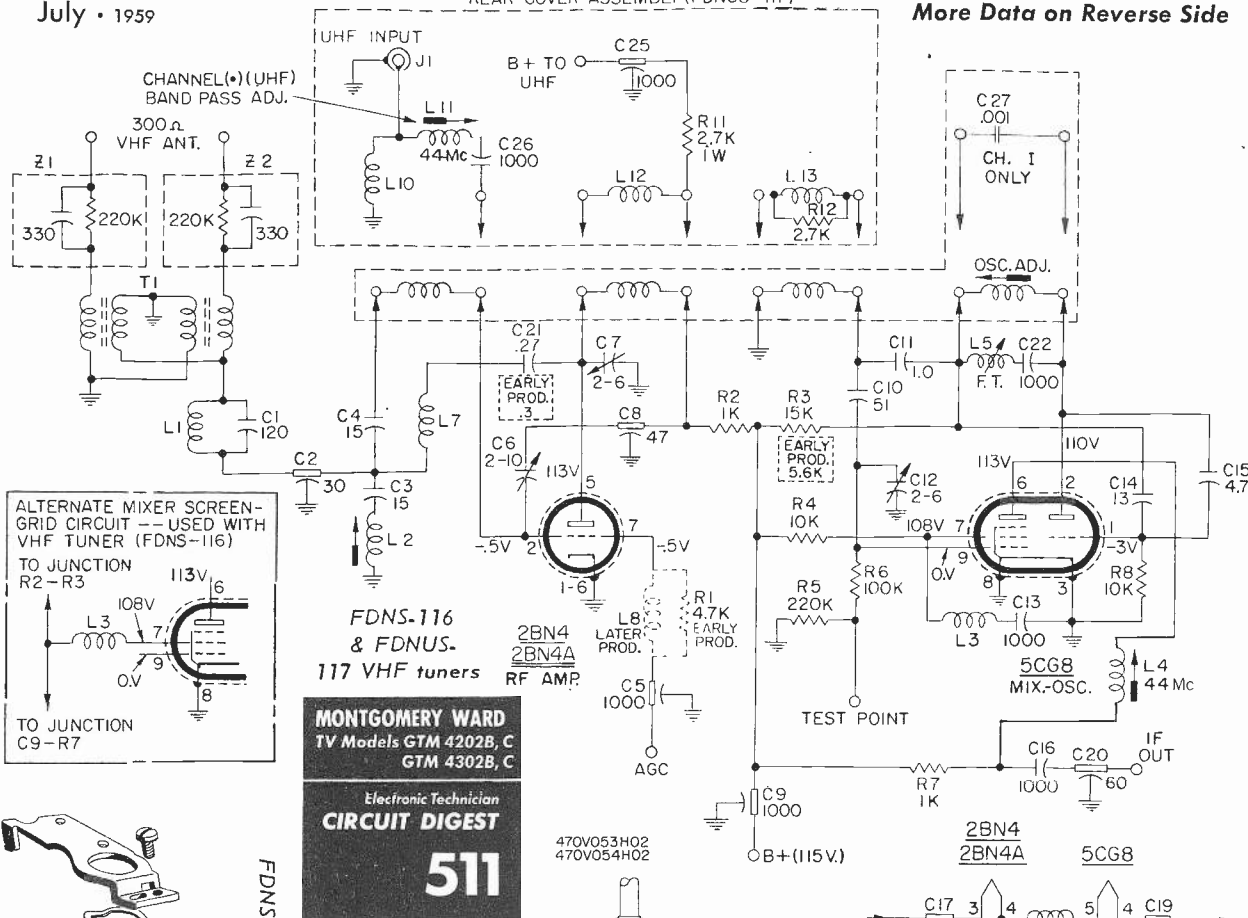 July • 1959
REAR COVER ASSEMBLY (FDNUS-117)
More Data on Reverse Side
UHF INPUT
J1
CHANNEL(•)(UHF)
BAND PASS ADJ.
L11
44Mc
L10
C26
1000
B+ TO
UHF
C25
1000
R11
2.7K
1W
L12
L13
R12
2.7K
C27
.001
CH. 1
ONLY
300Ω
VHF ANT.
Z1
Z2
330
220K
220K
330
T1
OSC. ADJ.
L1
C1
120
C2
30
C4
15
C3
15
L2
L7
C21
.27
EARLY
PROD.
.3
C7
2-6
C6
2-10
C8
47
113V
5
2
7
-.5V
-.5V
1-6
R2
1K
R3
15K
EARLY
PROD.
5.6K
C11
1.0
C10
51
L5
F.T.
C22
1000
C12
2-6
110V
113V
6
2
C14
13
C15
4.7
R4
10K
108V
7
9
0V
8
3
1
-3V
R5
220K
R6
100K
R8
10K
L3
C13
1000
5CG8
MIX.-OSC.
L4
44Mc
ALTERNATE MIXER SCREEN-
GRID CIRCUIT -- USED WITH
VHF TUNER (FDNS-116)
TO JUNCTION
R2-R3
113V
6
108V
L3
7
9
0V
8
TO JUNCTION
C9-R7
FDNS-116
& FDNUS-
117 VHF tuners
2BN4
2BN4A
RF AMP.
L8
LATER
PROD.
R1
4.7K
EARLY
PROD.
C5
1000
AGC
TEST POINT
R7
1K
C16
1000
C20
60
IF
OUT
C9
1000
B+(115V.)
MONTGOMERY WARD
TV Models GTM 4202B, C
GTM 4302B, C
Electronic Technician
CIRCUIT DIGEST
511
470V053H02
470V054H02
FDNS
2BN4
2BN4A
5CG8
C17
3
4
5
4
C19